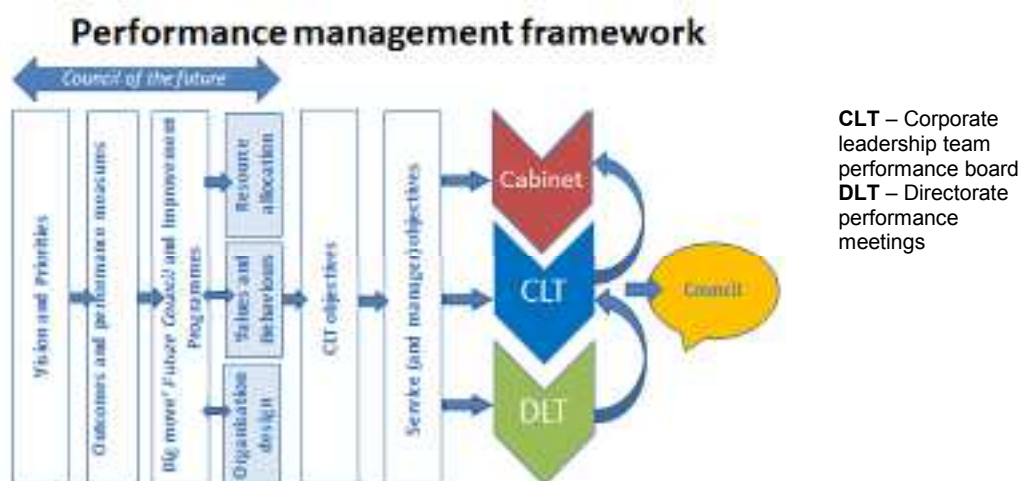 Performance management framework
Council of the future
Vision and Priorities
Outcomes and performance measures
Big move' Future Council and Improvement
Programmes
Resource
allocation
Values and
Behaviours
Organisation
design
CLT objectives
Service (and manager) objectives
Cabinet
CLT
DLT
Council
CLT – Corporate
leadership team
performance board
DLT – Directorate
performance
meetings